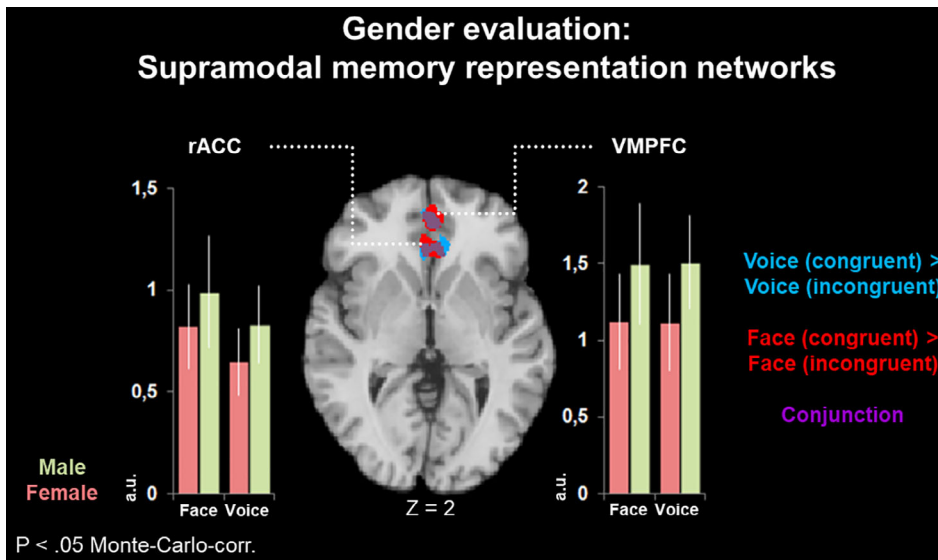 Gender evaluation:
Supramodal memory representation networks
rACC
VMPFC
1,5
1
0,5
0
a.u.
Face Voice
Male
Female
Z = 2
2
1,5
1
0,5
0
a.u.
Face Voice
Voice (congruent) >
Voice (incongruent)
Face (congruent) >
Face (incongruent)
Conjunction
P < .05 Monte-Carlo-corr.